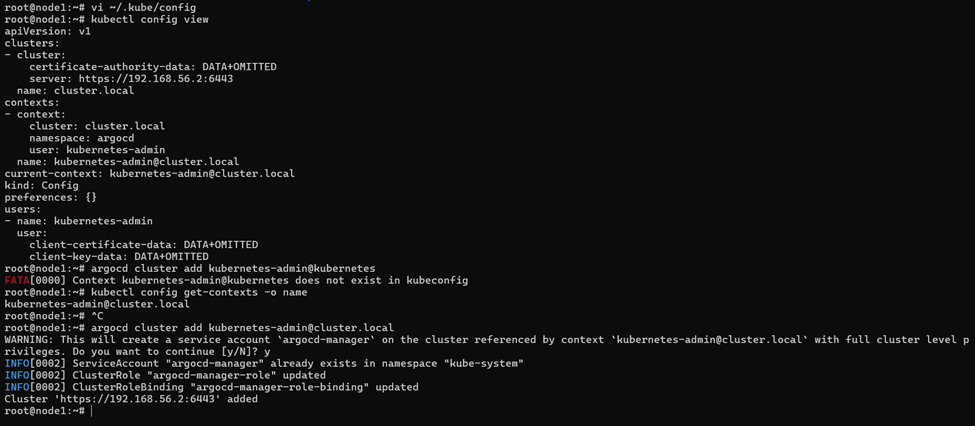 root@node1:~# vi ~/.kube/config
root@node1:~# kubectl config view
apiVersion: v1
clusters:
- cluster:
    certificate-authority-data: DATA+OMITTED
    server: https://192.168.56.2:6443
  name: cluster.local
contexts:
- context:
    cluster: cluster.local
    namespace: argocd
    user: kubernetes-admin
  name: kubernetes-admin@cluster.local
current-context: kubernetes-admin@cluster.local
kind: Config
preferences: {}
users:
- name: kubernetes-admin
  user:
    client-certificate-data: DATA+OMITTED
    client-key-data: DATA+OMITTED
root@node1:~# argocd cluster add kubernetes-admin@kubernetes
FATA[0000] Context kubernetes-admin@kubernetes does not exist in kubeconfig
root@node1:~# kubectl config get-contexts -o name
kubernetes-admin@cluster.local
root@node1:~# ^C
root@node1:~# argocd cluster add kubernetes-admin@cluster.local
WARNING: This will create a service account `argocd-manager` on the cluster referenced by context `kubernetes-admin@cluster.local` with full cluster level p
rivileges. Do you want to continue [y/N]? y
INFO[0002] ServiceAccount "argocd-manager" already exists in namespace "kube-system"
INFO[0002] ClusterRole "argocd-manager-role" updated
INFO[0002] ClusterRoleBinding "argocd-manager-role-binding" updated
Cluster 'https://192.168.56.2:6443' added
root@node1:~#